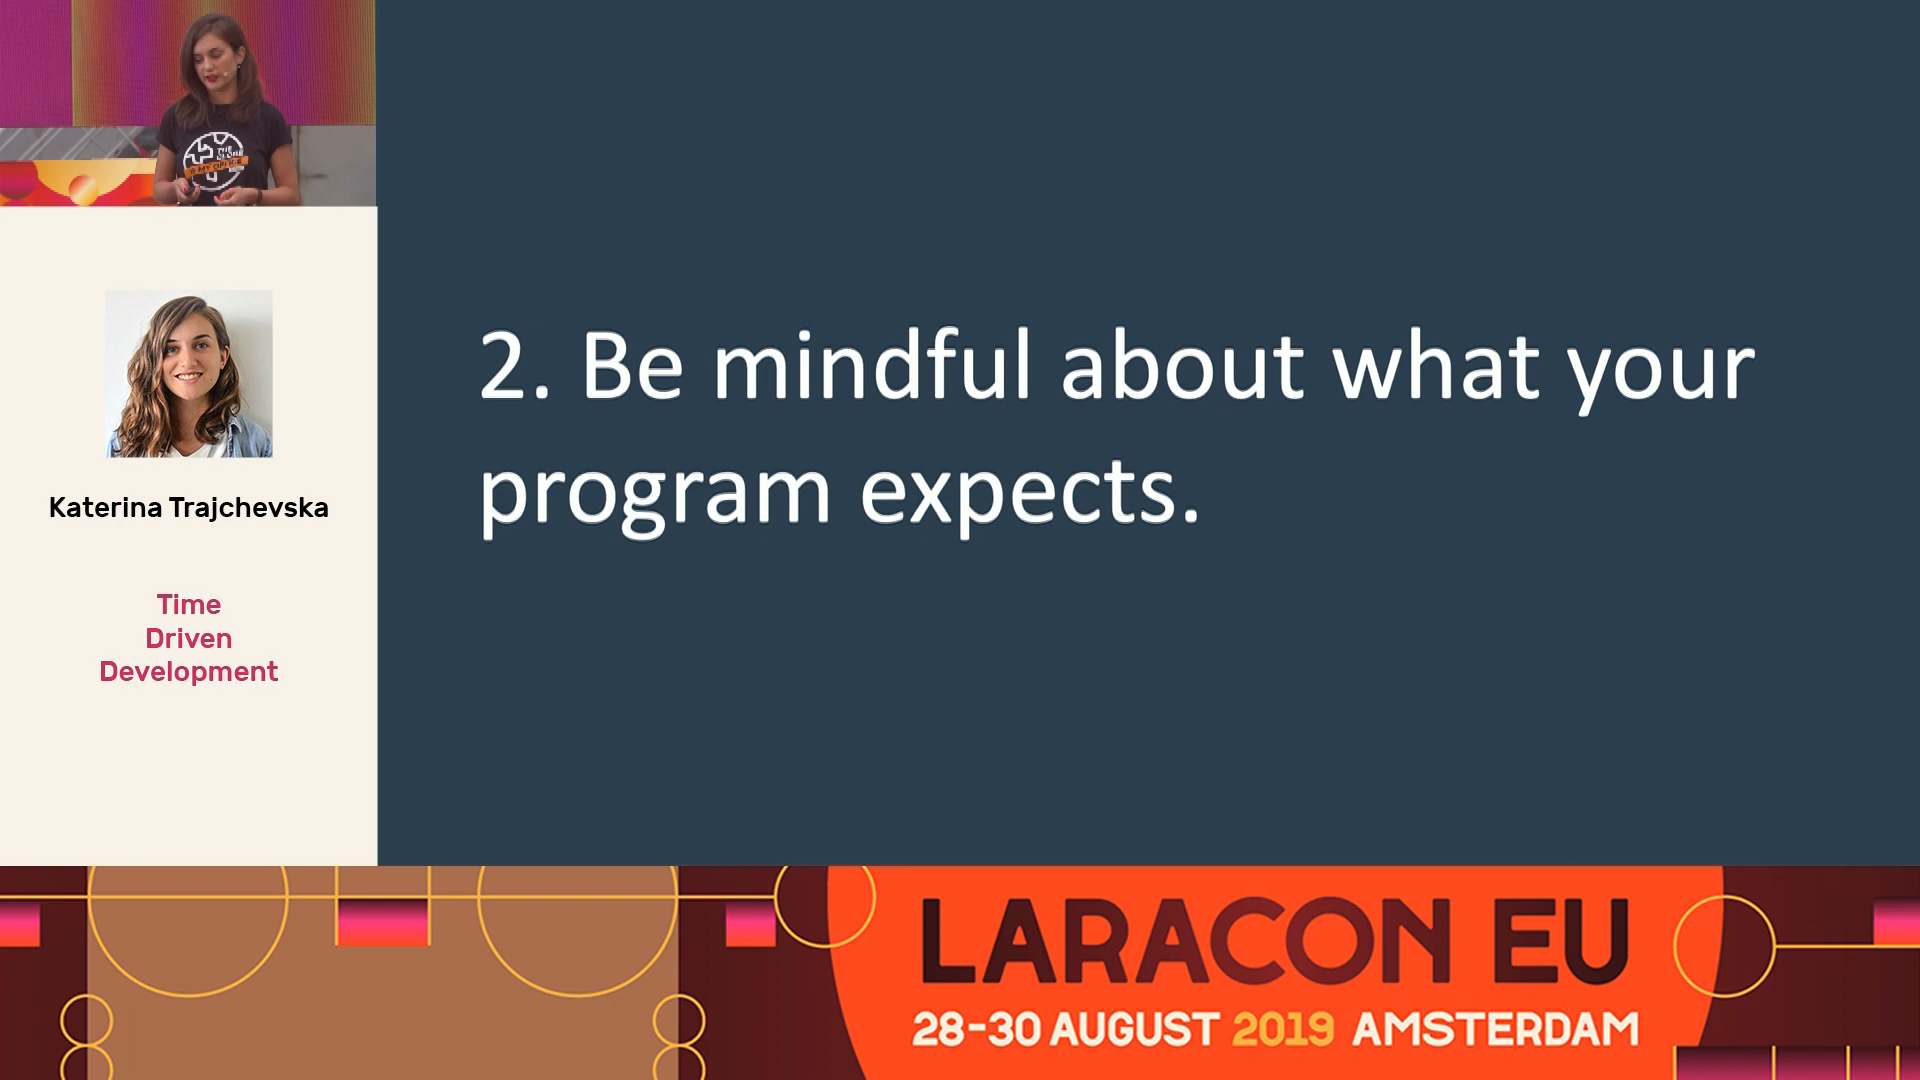 2. Be mindful about what your
program expects.
Katerina Trajchevska
Time
Driven
Development
LARACON EU
28-30 AUGUST 2019 AMSTERDAM